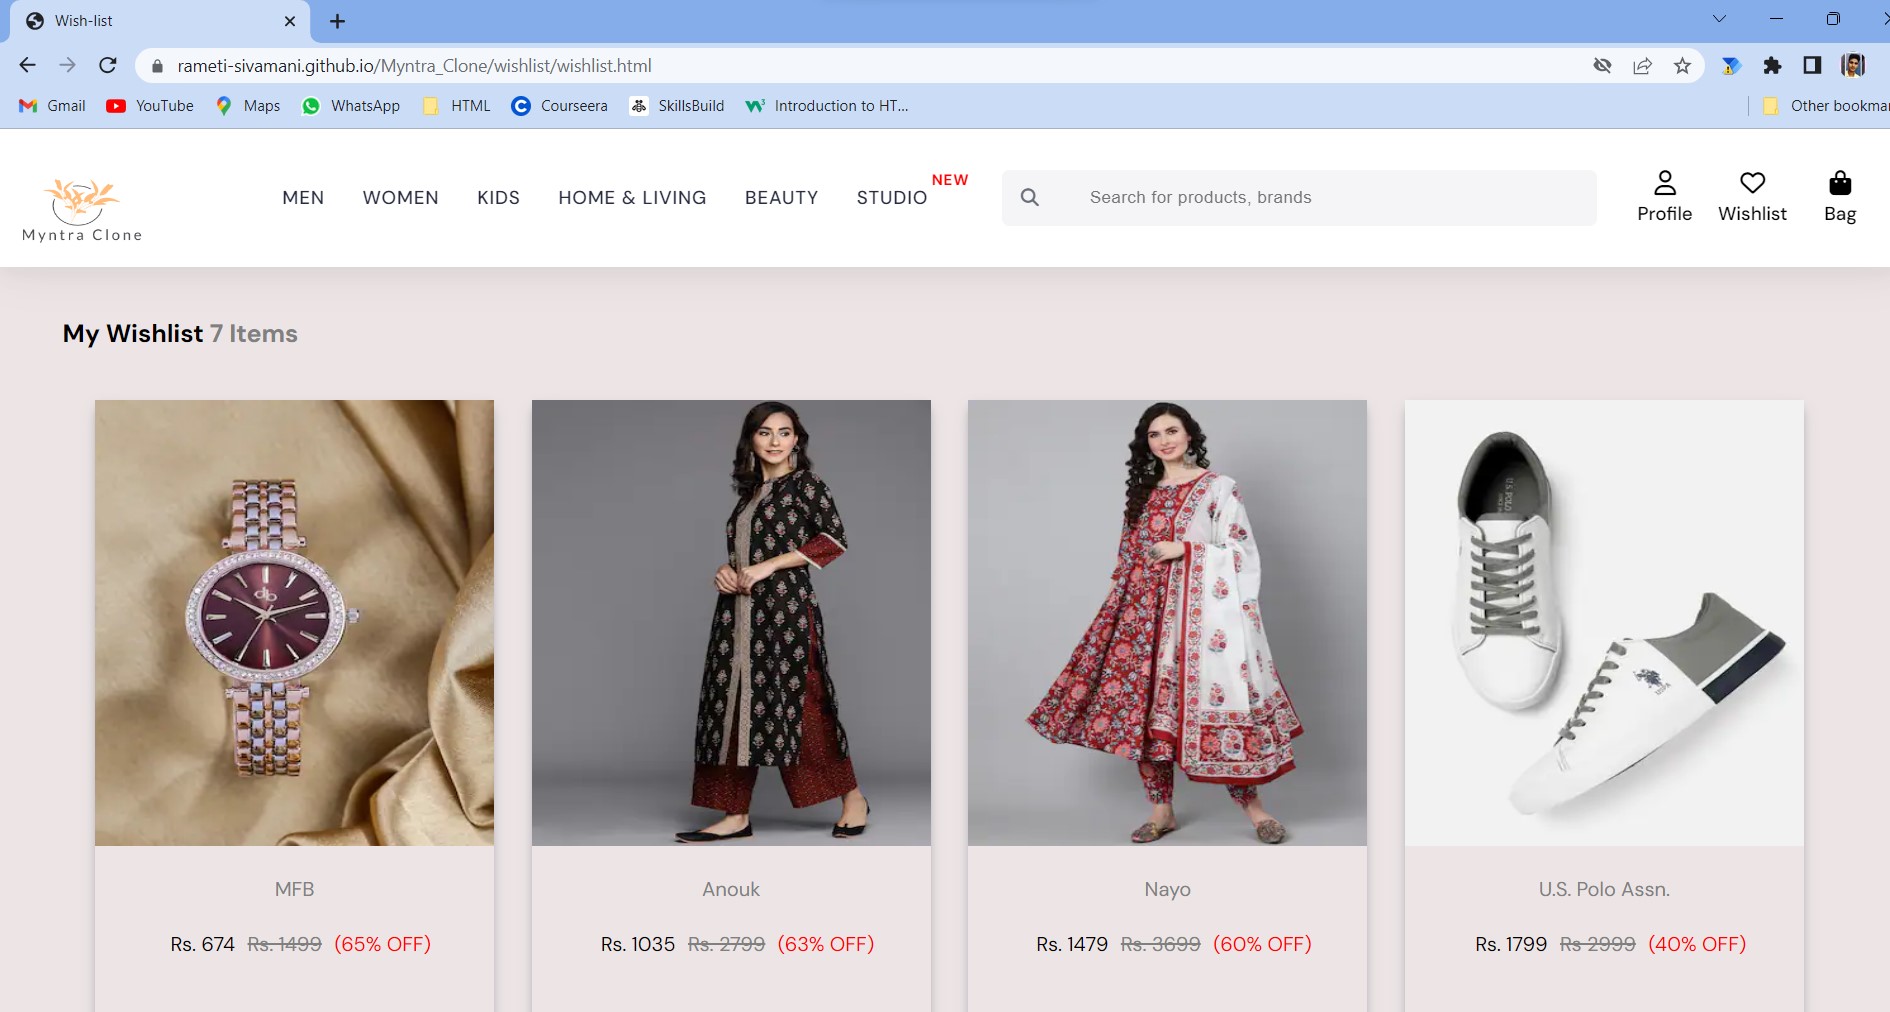 Wish-list
rameti-sivamani.github.io/Myntra_Clone/wishlist/wishlist.html
Gmail YouTube Maps WhatsApp HTML Courseera SkillsBuild Introduction to HT... Other bookmar
MEN WOMEN KIDS HOME & LIVING BEAUTY STUDIO NEW Search for products, brands Profile Wishlist Bag
Myntra Clone
My Wishlist 7 Items
db
U.S. POLO
MFB Anouk Nayo U.S. Polo Assn.
Rs. 674 Rs. 1499 (65% OFF) Rs. 1035 Rs. 2799 (63% OFF) Rs. 1479 Rs. 3699 (60% OFF) Rs. 1799 Rs 2999 (40% OFF)